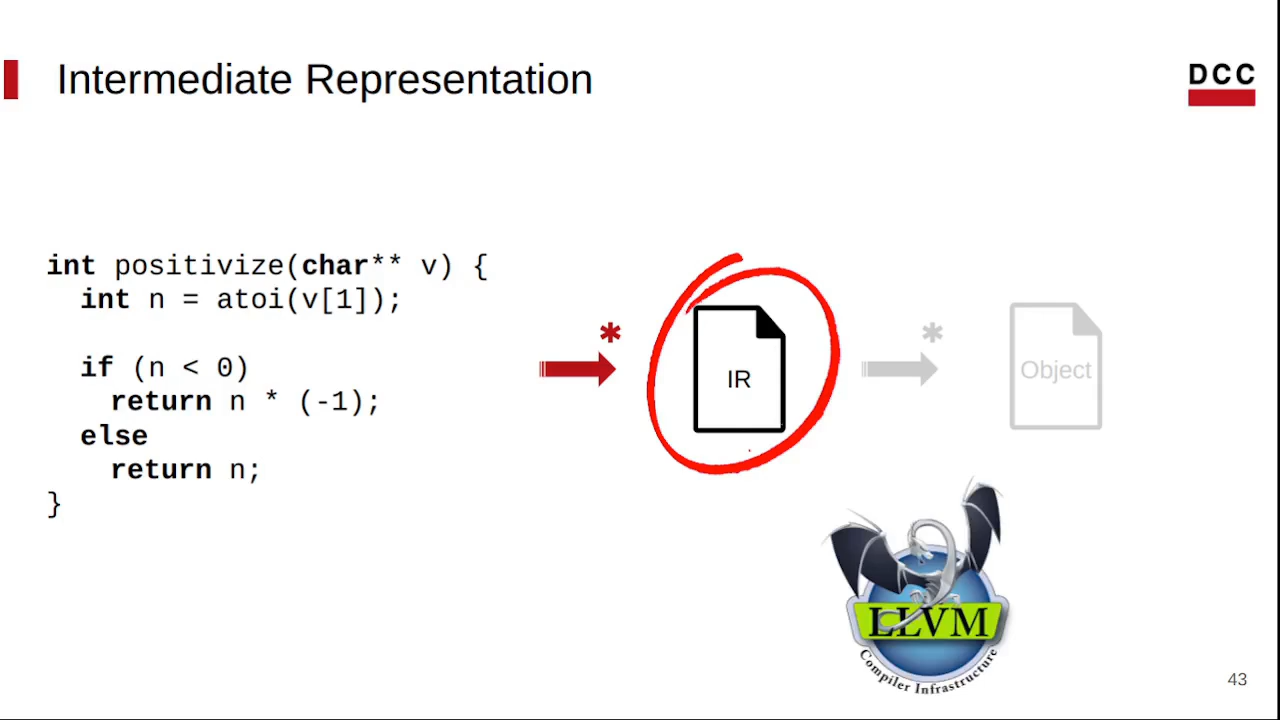 Intermediate Representation
DCC
int positivize(char** v) {
int n = atoi(v[1]);
if (n < 0)
return n * (-1);
else
return n;
}
*
IR
*
Object
LLVM
Compiler Infrastructure
43